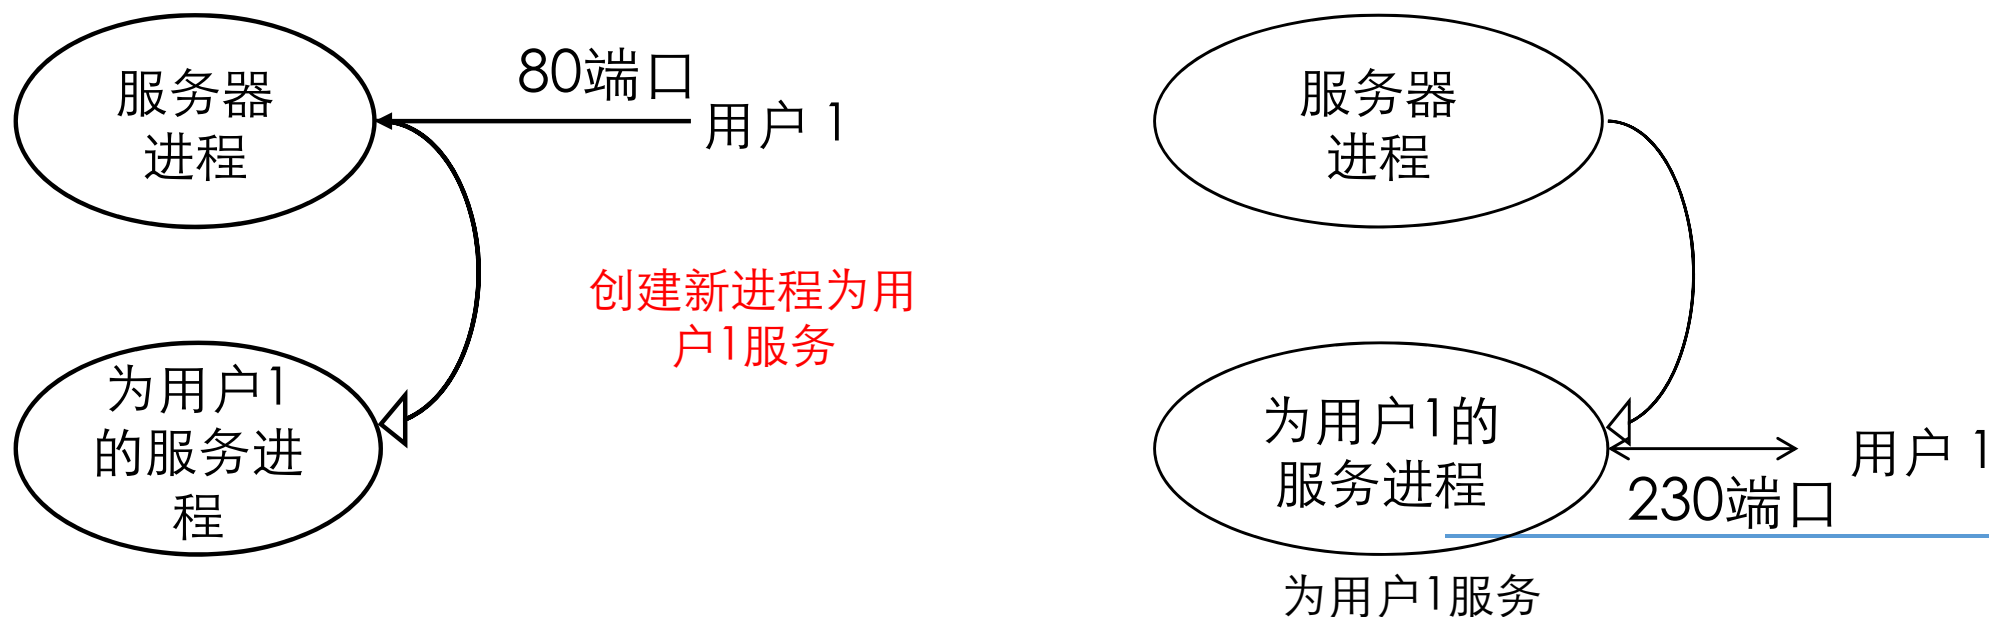 服务器
进程
80端口
用户 1
创建新进程为用
户1服务
为用户1
的服务进
程
服务器
进程
为用户1的
服务进程
用户 1
230端口
为用户1服务